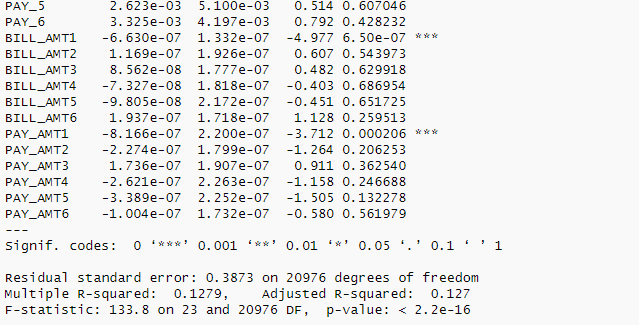 PAY_5 2.623e-03 5.100e-03 0.514 0.607046
PAY_6 3.325e-03 4.197e-03 0.792 0.428232
BILL_AMT1 -6.630e-07 1.332e-07 -4.977 6.50e-07 ***
BILL_AMT2 1.169e-07 1.926e-07 0.607 0.543973
BILL_AMT3 8.562e-08 1.777e-07 0.482 0.629918
BILL_AMT4 -7.327e-08 1.818e-07 -0.403 0.686954
BILL_AMT5 -9.805e-08 2.172e-07 -0.451 0.651725
BILL_AMT6 1.937e-07 1.718e-07 1.128 0.259513
PAY_AMT1 -8.166e-07 2.200e-07 -3.712 0.000206 ***
PAY_AMT2 -2.274e-07 1.799e-07 -1.264 0.206253
PAY_AMT3 1.736e-07 1.907e-07 0.911 0.362540
PAY_AMT4 -2.621e-07 2.263e-07 -1.158 0.246688
PAY_AMT5 -3.389e-07 2.252e-07 -1.505 0.132278
PAY_AMT6 -1.004e-07 1.732e-07 -0.580 0.561979
---
Signif. codes: 0 ‘***’ 0.001 ‘**’ 0.01 ‘*’ 0.05 ‘.’ 0.1 ‘ ’ 1
Residual standard error: 0.3873 on 20976 degrees of freedom
Multiple R-squared: 0.1279, Adjusted R-squared: 0.127
F-statistic: 133.8 on 23 and 20976 DF, p-value: < 2.2e-16